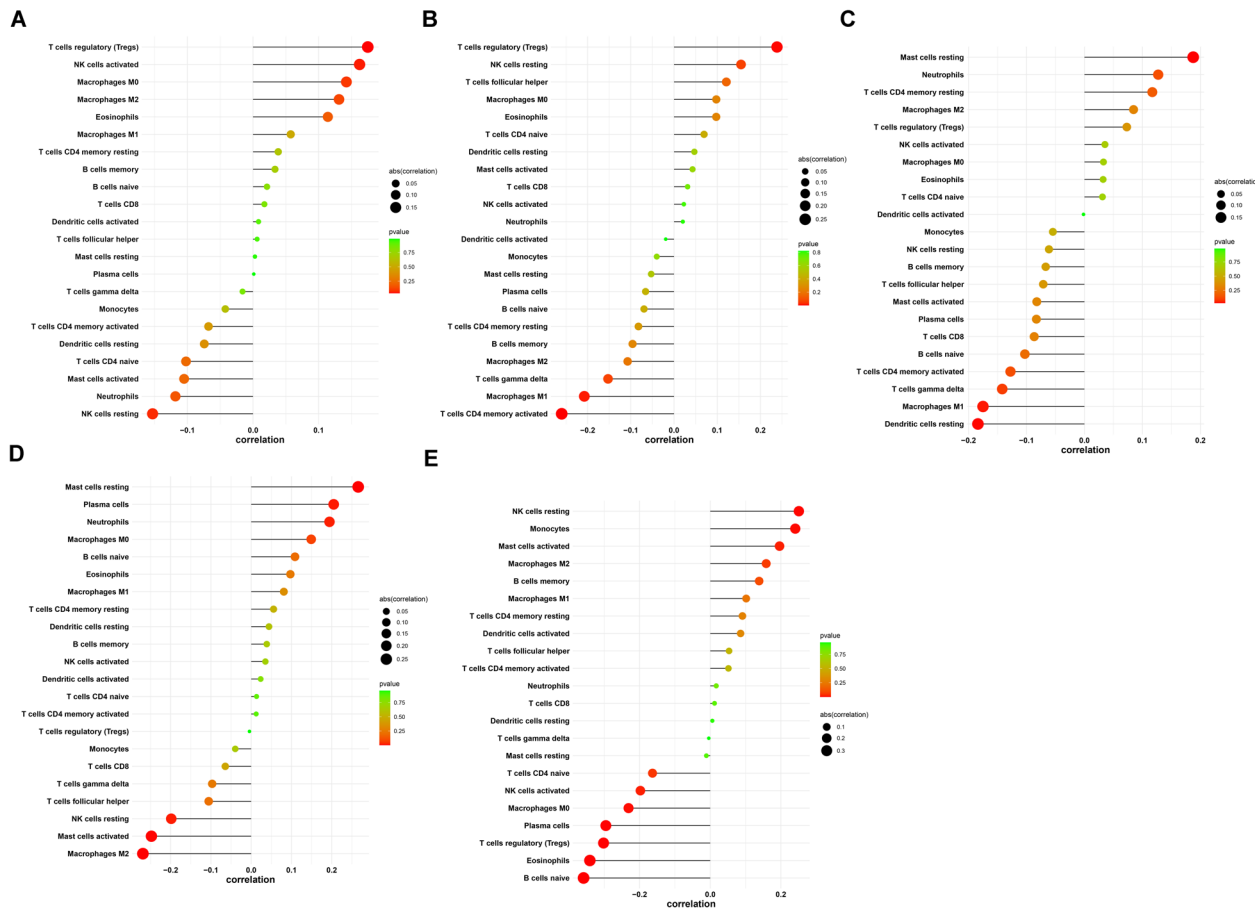 A
T cells regulatory (Tregs)
NK cells activated
Macrophages M0
Macrophages M2
Eosinophils
Macrophages M1
T cells CD4 memory resting
B cells memory
B cells naive
T cells CD8
Dendritic cells activated
T cells follicular helper
Mast cells resting
Plasma cells
T cells gamma delta
Monocytes
T cells CD4 memory activated
Dendritic cells resting
T cells CD4 naive
Mast cells activated
Neutrophils
NK cells resting
−0.1 0.0 0.1
correlation
abs(correlation)
0.05
0.10
0.15
pvalue
0.75
0.50
0.25
B
T cells regulatory (Tregs)
NK cells resting
T cells follicular helper
Macrophages M0
Eosinophils
T cells CD4 naive
Dendritic cells resting
Mast cells activated
T cells CD8
NK cells activated
Neutrophils
Dendritic cells activated
Monocytes
Mast cells resting
Plasma cells
B cells naive
T cells CD4 memory resting
B cells memory
Macrophages M2
T cells gamma delta
Macrophages M1
T cells CD4 memory activated
−0.2 −0.1 0.0 0.1 0.2
correlation
abs(correlation)
0.05
0.10
0.15
0.20
0.25
pvalue
0.8
0.6
0.4
0.2
C
Mast cells resting
Neutrophils
T cells CD4 memory resting
Macrophages M2
T cells regulatory (Tregs)
NK cells activated
Macrophages M0
Eosinophils
T cells CD4 naive
Dendritic cells activated
Monocytes
NK cells resting
B cells memory
T cells follicular helper
Mast cells activated
Plasma cells
T cells CD8
B cells naive
T cells CD4 memory activated
T cells gamma delta
Macrophages M1
Dendritic cells resting
−0.2 −0.1 0.0 0.1 0.2
correlation
abs(correlation)
0.05
0.10
0.15
pvalue
0.75
0.50
0.25
D
Mast cells resting
Plasma cells
Neutrophils
Macrophages M0
B cells naive
Eosinophils
Macrophages M1
T cells CD4 memory resting
Dendritic cells resting
B cells memory
NK cells activated
Dendritic cells activated
T cells CD4 naive
T cells CD4 memory activated
T cells regulatory (Tregs)
Monocytes
T cells CD8
T cells gamma delta
T cells follicular helper
NK cells resting
Mast cells activated
Macrophages M2
−0.2 −0.1 0.0 0.1 0.2
correlation
abs(correlation)
0.05
0.10
0.15
0.20
0.25
pvalue
0.75
0.50
0.25
E
NK cells resting
Monocytes
Mast cells activated
Macrophages M2
B cells memory
Macrophages M1
T cells CD4 memory resting
Dendritic cells activated
T cells follicular helper
T cells CD4 memory activated
Neutrophils
T cells CD8
Dendritic cells resting
T cells gamma delta
Mast cells resting
T cells CD4 naive
NK cells activated
Macrophages M0
Plasma cells
T cells regulatory (Tregs)
Eosinophils
B cells naive
−0.2 0.0 0.2
correlation
pvalue
0.75
0.50
0.25
abs(correlation)
0.1
0.2
0.3